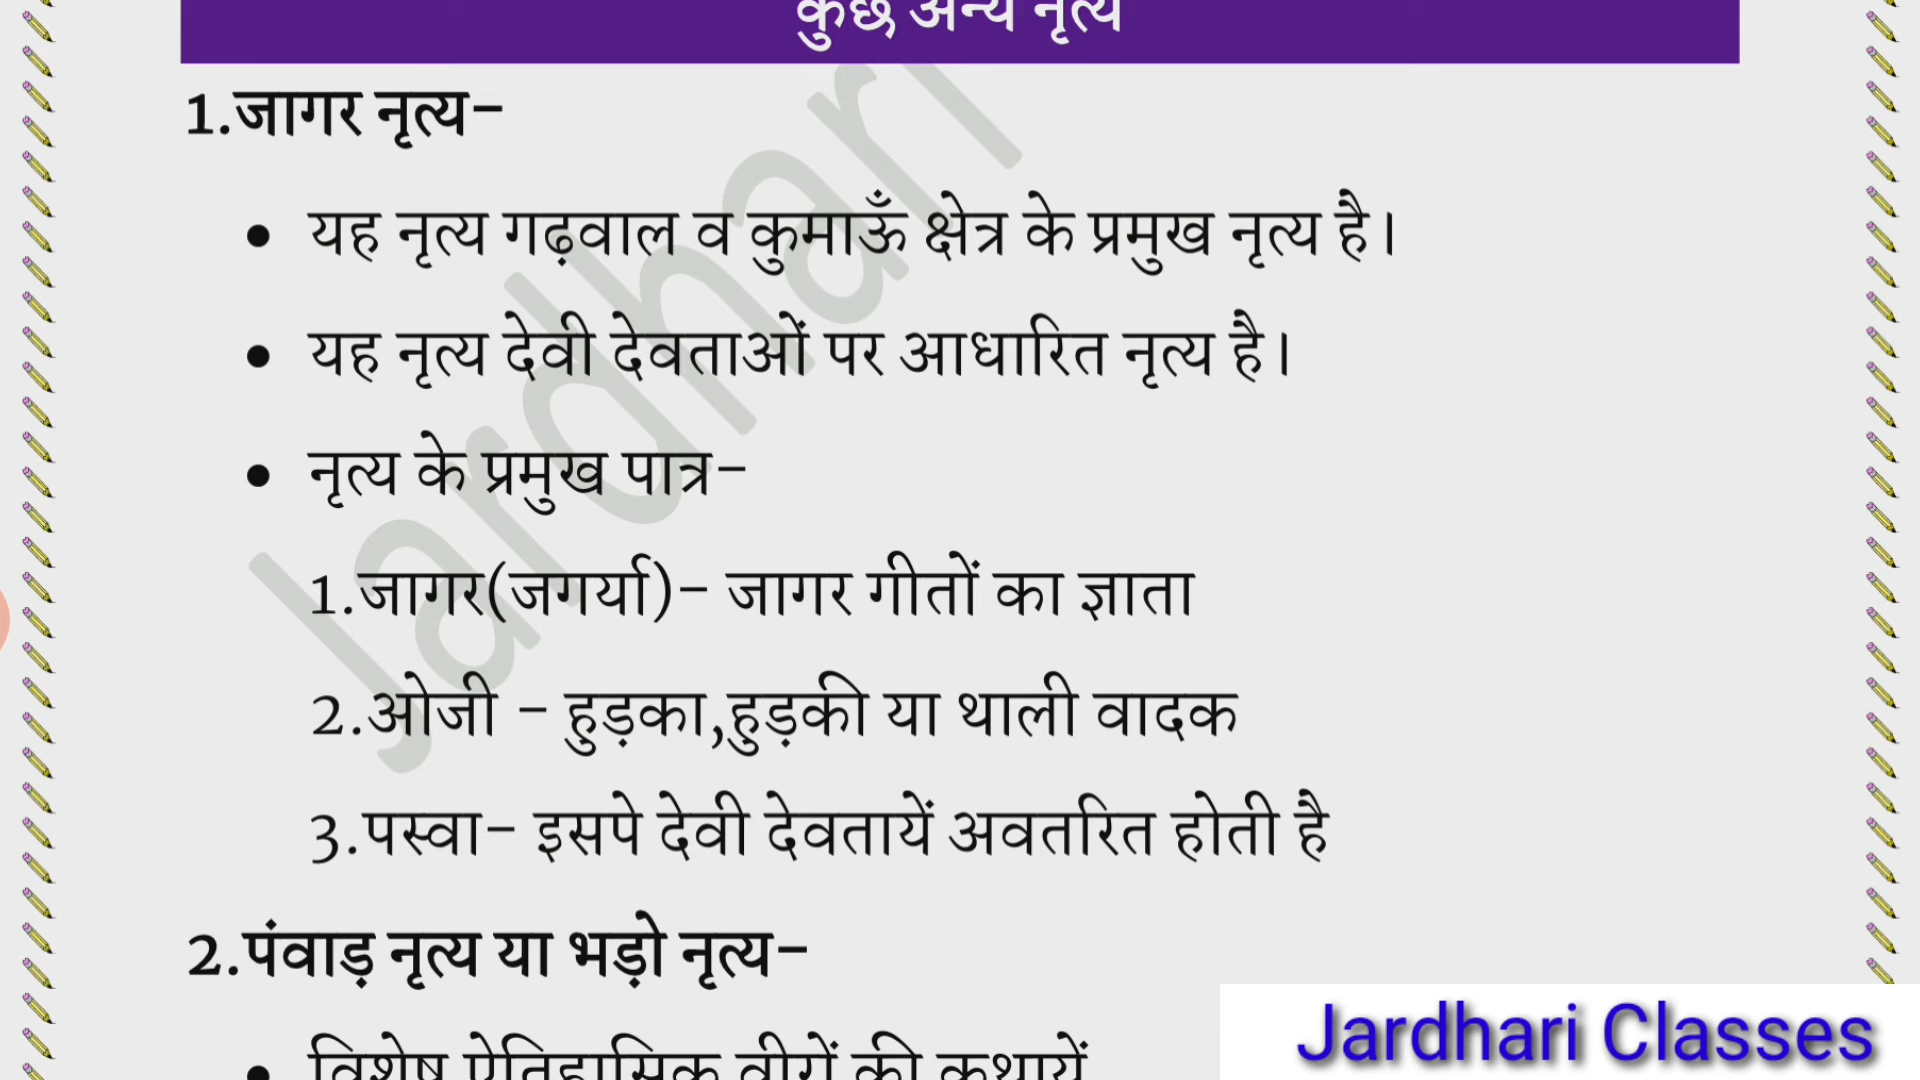 कुछ अन्य नृत्य
1.जागर नृत्य–
• यह नृत्य गढ़वाल व कुमाऊँ क्षेत्र के प्रमुख नृत्य है।
• यह नृत्य देवी देवताओं पर आधारित नृत्य है।
• नृत्य के प्रमुख पात्र–
1.जागर(जगर्या)– जागर गीतों का ज्ञाता
2.ओजी – हुड़का,हुड़की या थाली वादक
3.पस्वा– इसपे देवी देवतायें अवतरित होती है
2.पंवाड़ नृत्य या भड़ो नृत्य–
• विशेष ऐतिहासिक वीरों की कथायें
Jardhari
Jardhari Classes